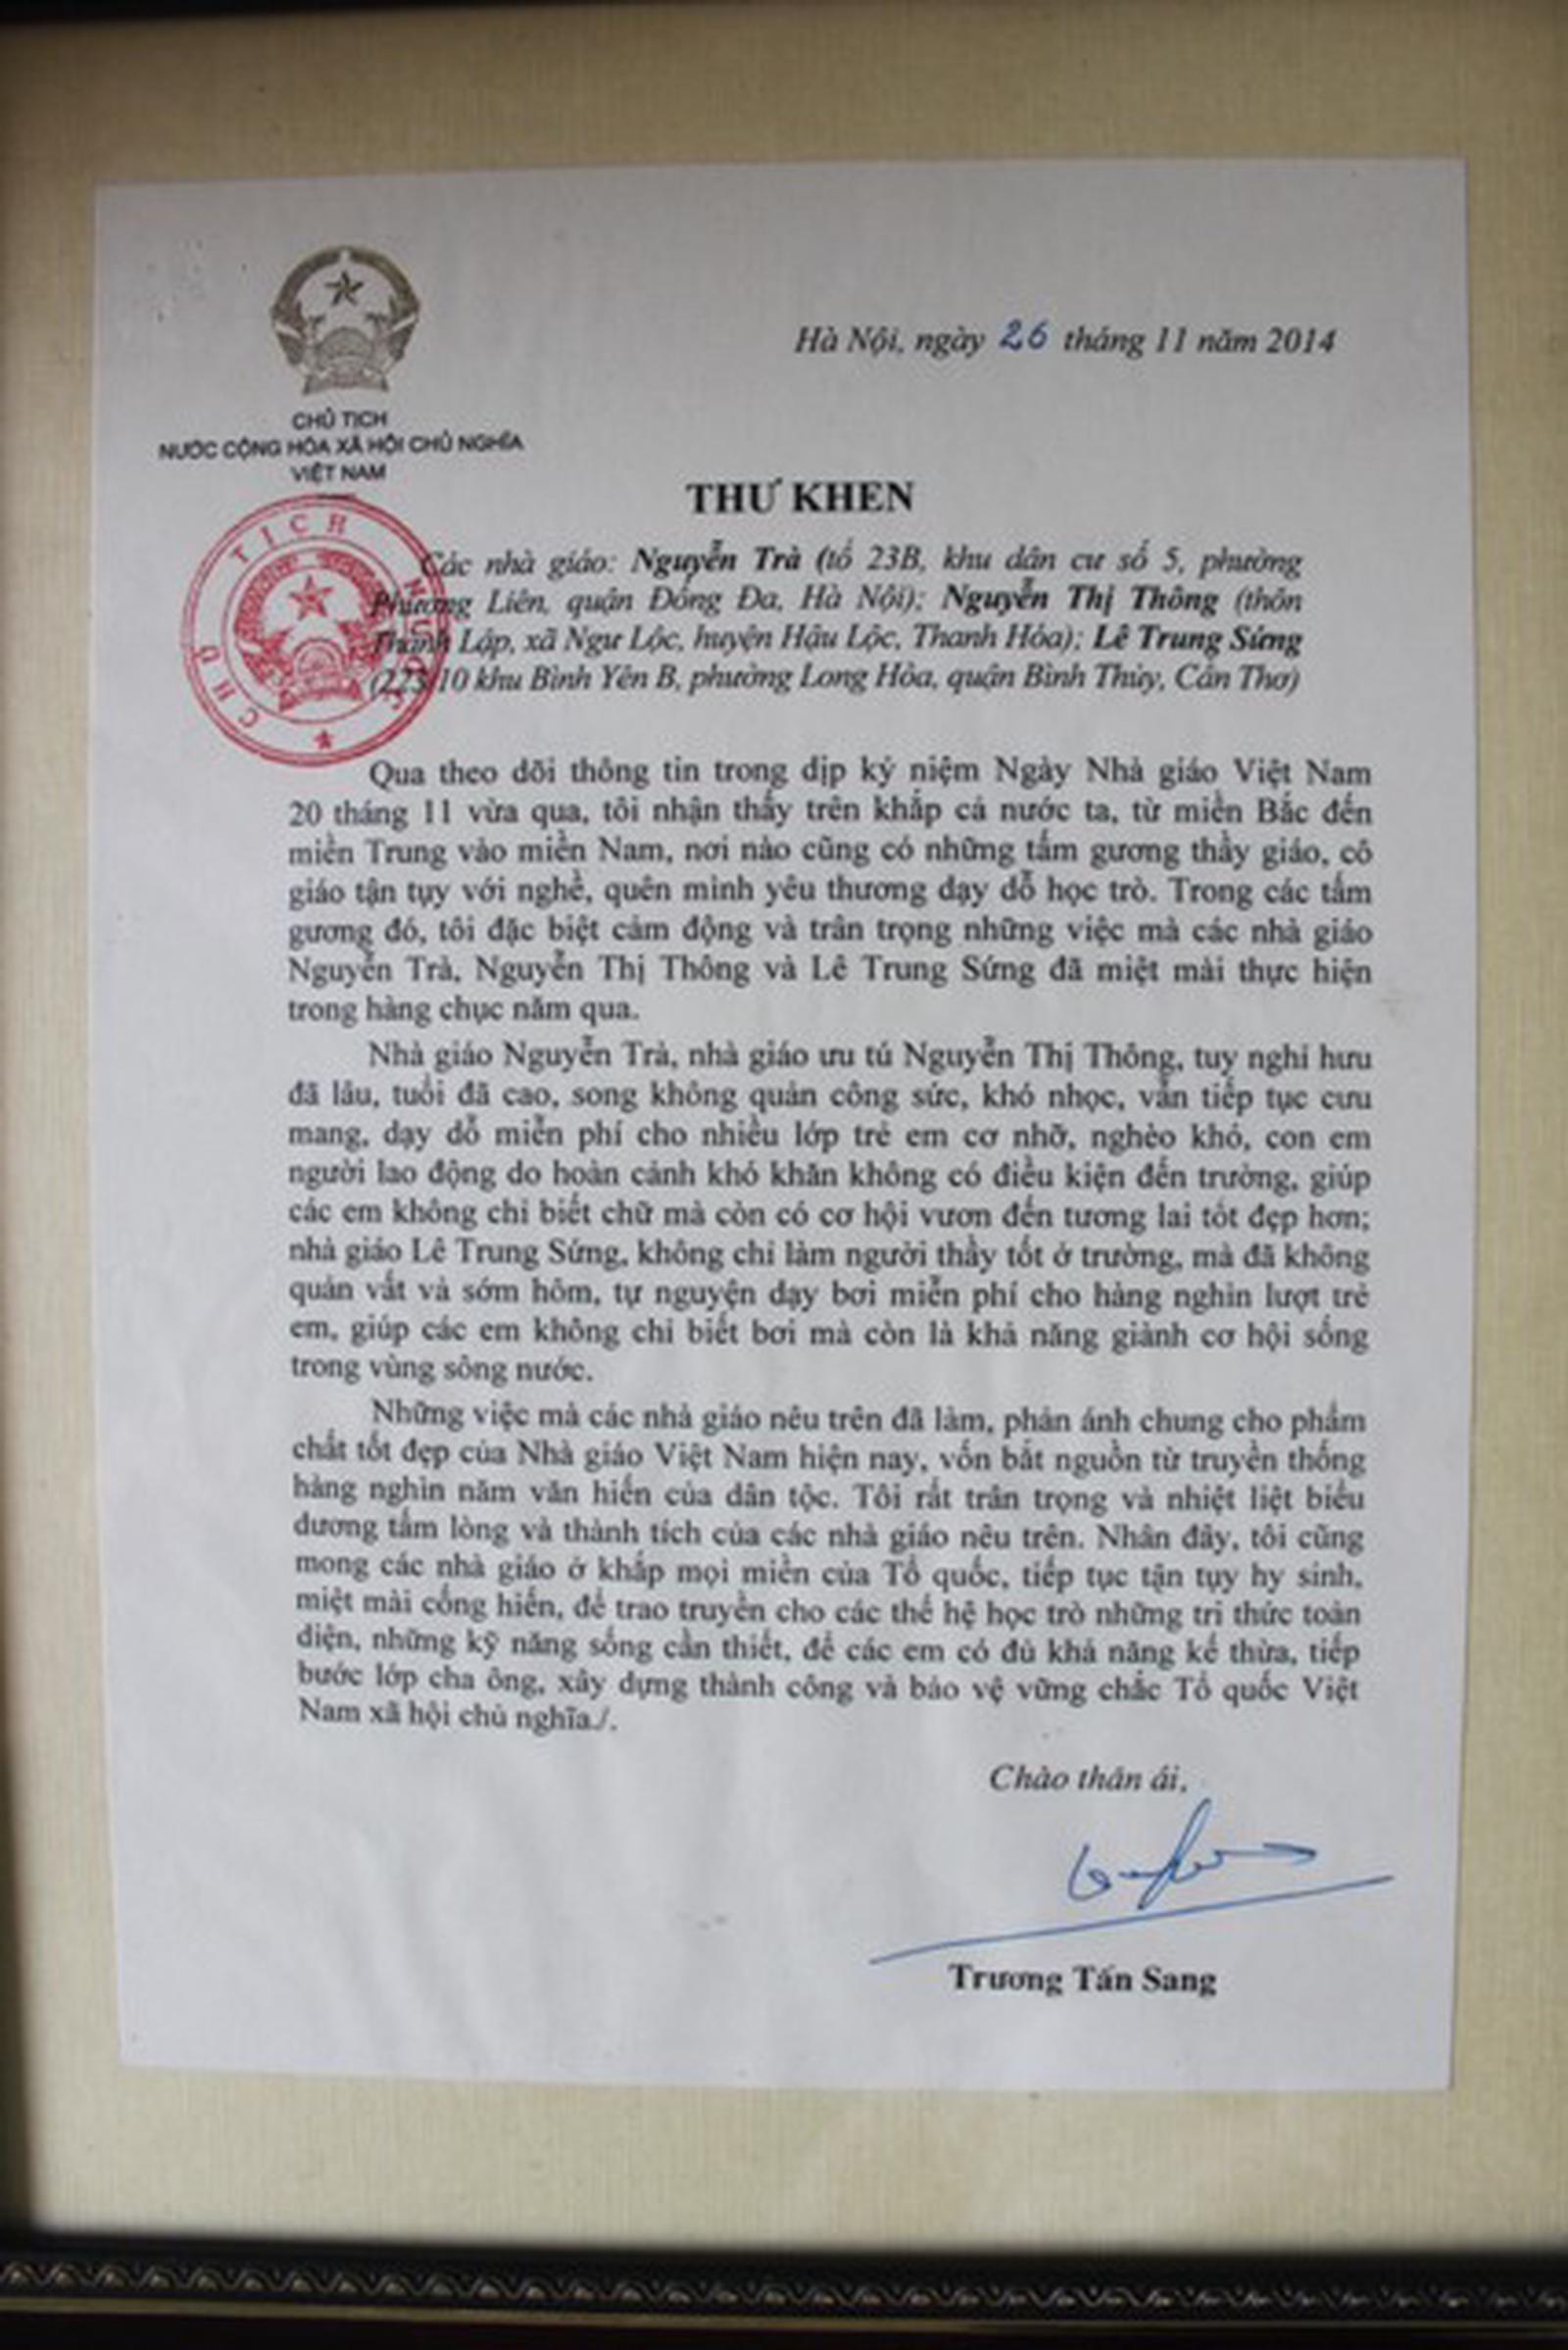 Hà Nội, ngày 26 tháng 11 năm 2014
CHỦ TỊCH
NƯỚC CỘNG HÒA XÃ HỘI CHỦ NGHĨA
VIỆT NAM
CHỦ TỊCH NƯỚC
THƯ KHEN
Các nhà giáo: Nguyễn Trà (tổ 23B, khu dân cư số 5, phường
Phương Liên, quận Đống Đa, Hà Nội); Nguyễn Thị Thông (thôn
Thành Lập, xã Ngư Lộc, huyện Hậu Lộc, Thanh Hóa); Lê Trung Sứng
(223/10 khu Bình Yên B, phường Long Hòa, quận Bình Thủy, Cần Thơ)
Qua theo dõi thông tin trong dịp kỷ niệm Ngày Nhà giáo Việt Nam
20 tháng 11 vừa qua, tôi nhận thấy trên khắp cả nước ta, từ miền Bắc đến
miền Trung vào miền Nam, nơi nào cũng có những tấm gương thầy giáo, cô
giáo tận tụy với nghề, quên mình yêu thương dạy dỗ học trò. Trong các tấm
gương đó, tôi đặc biệt cảm động và trân trọng những việc mà các nhà giáo
Nguyễn Trà, Nguyễn Thị Thông và Lê Trung Sứng đã miệt mài thực hiện
trong hàng chục năm qua.
Nhà giáo Nguyễn Trà, nhà giáo ưu tú Nguyễn Thị Thông, tuy nghỉ hưu
đã lâu, tuổi đã cao, song không quản công sức, khó nhọc, vẫn tiếp tục cưu
mang, dạy dỗ miễn phí cho nhiều lớp trẻ em cơ nhỡ, nghèo khó, con em
người lao động do hoàn cảnh khó khăn không có điều kiện đến trường, giúp
các em không chỉ biết chữ mà còn có cơ hội vươn đến tương lai tốt đẹp hơn;
nhà giáo Lê Trung Sứng, không chỉ làm người thầy tốt ở trường, mà đã không
quản vất vả sớm hôm, tự nguyện dạy bơi miễn phí cho hàng nghìn lượt trẻ
em, giúp các em không chỉ biết bơi mà còn là khả năng giành cơ hội sống
trong vùng sông nước.
Những việc mà các nhà giáo nêu trên đã làm, phản ánh chung cho phẩm
chất tốt đẹp của Nhà giáo Việt Nam hiện nay, vốn bắt nguồn từ truyền thống
hàng nghìn năm văn hiến của dân tộc. Tôi rất trân trọng và nhiệt liệt biểu
dương tấm lòng và thành tích của các nhà giáo nêu trên. Nhân đây, tôi cũng
mong các nhà giáo ở khắp mọi miền của Tổ quốc, tiếp tục tận tụy hy sinh,
miệt mài cống hiến, để trao truyền cho các thế hệ học trò những tri thức toàn
diện, những kỹ năng sống cần thiết, để các em có đủ khả năng kế thừa, tiếp
bước lớp cha ông, xây dựng thành công và bảo vệ vững chắc Tổ quốc Việt
Nam xã hội chủ nghĩa./.
Chào thân ái,
Trương Tấn Sang